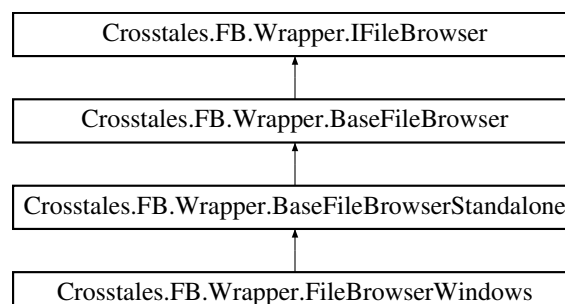 Crosstales.FB.Wrapper.IFileBrowser
Crosstales.FB.Wrapper.BaseFileBrowser
Crosstales.FB.Wrapper.BaseFileBrowserStandalone
Crosstales.FB.Wrapper.FileBrowserWindows